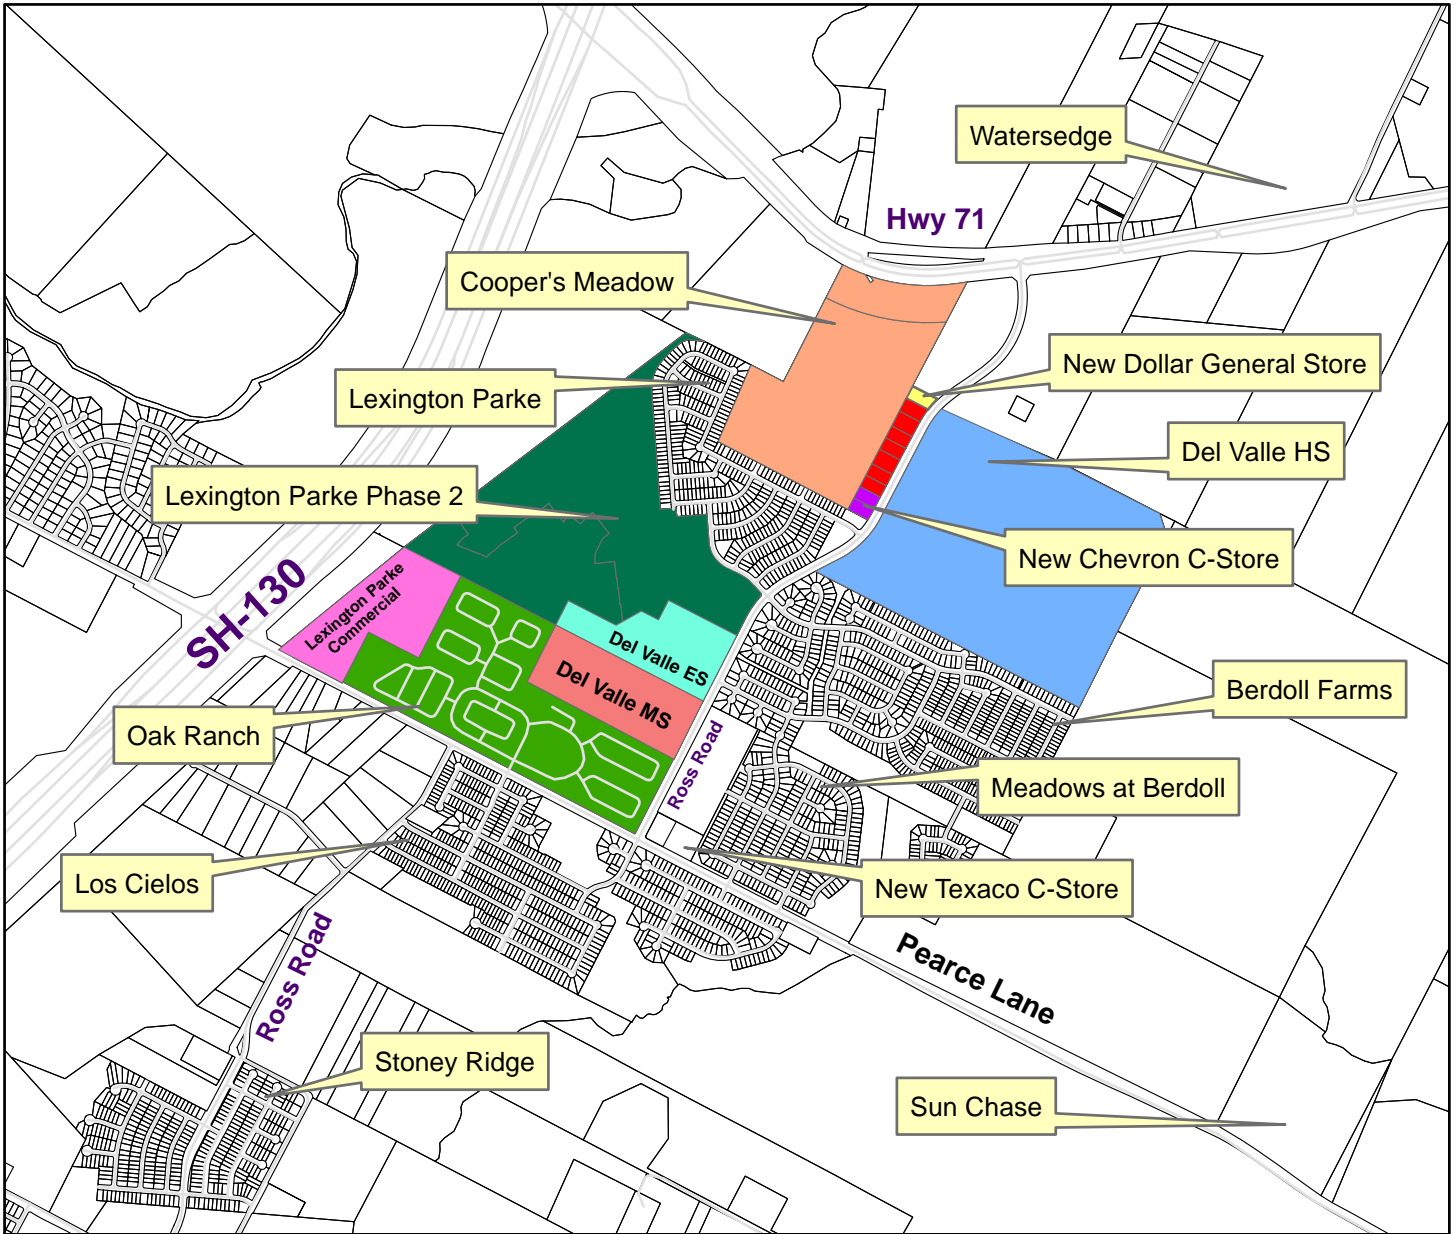 Watersedge
Hwy 71
Cooper's Meadow
New Dollar General Store
Lexington Parke
Del Valle HS
Lexington Parke Phase 2
New Chevron C-Store
SH-130
Lexington Parke
Commercial
Del Valle ES
Del Valle MS
Berdoll Farms
Oak Ranch
Ross Road
Meadows at Berdoll
Los Cielos
New Texaco C-Store
Ross Road
Pearce Lane
Stoney Ridge
Sun Chase